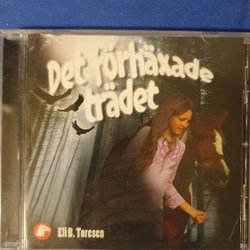 Det förhäxade
trädet
Eli B. Toresen